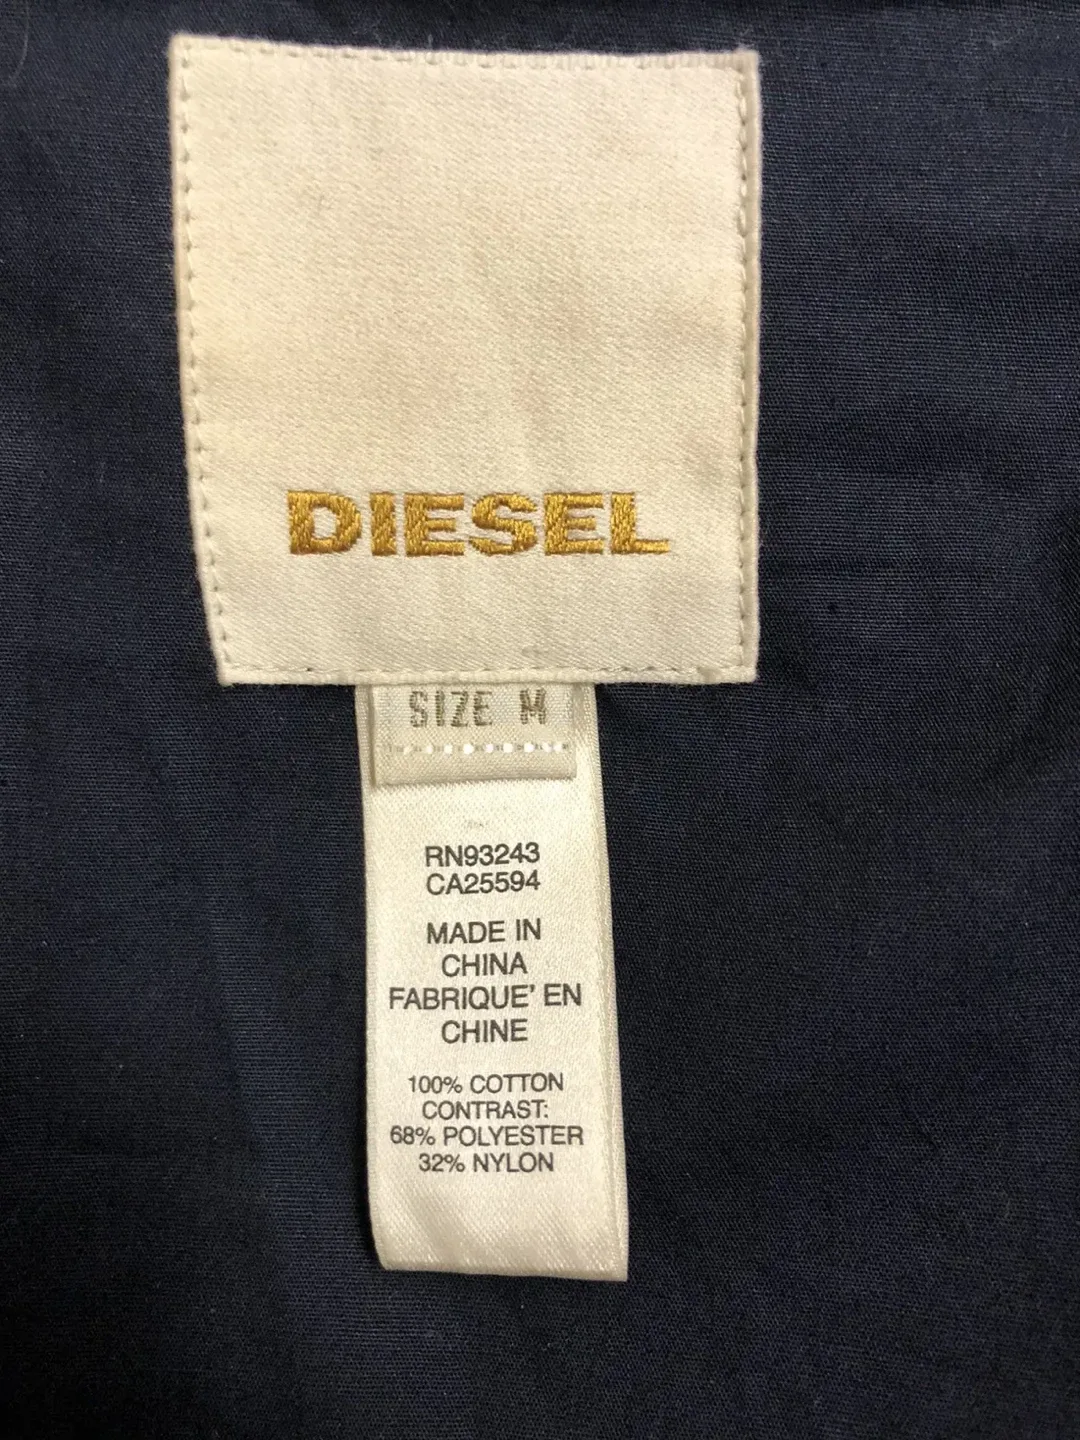 DIESEL
SIZE M
RN93243
CA25594
MADE IN
CHINA
FABRIQUE' EN
CHINE
100% COTTON
CONTRAST:
68% POLYESTER
32% NYLON